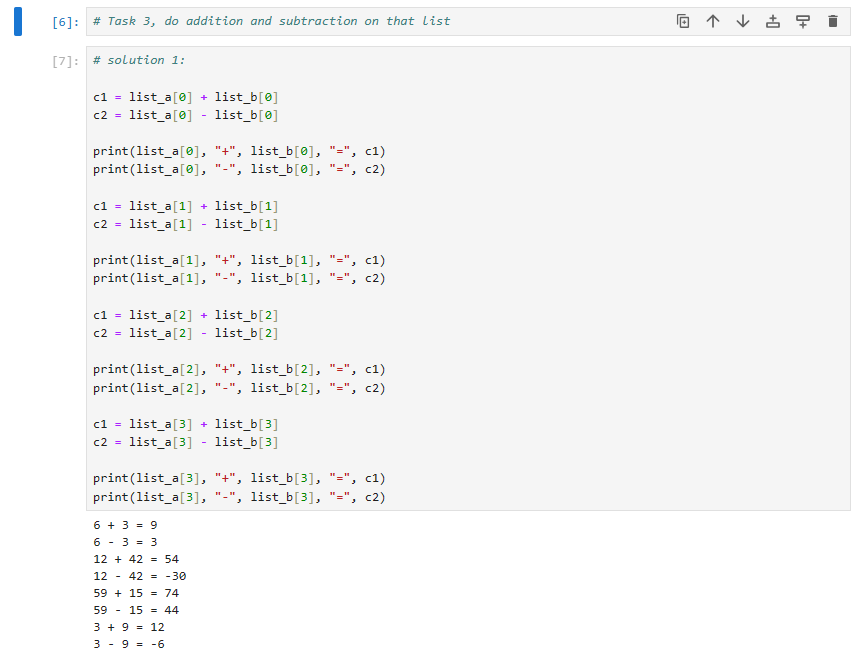 [6]: # Task 3, do addition and subtraction on that list
[7]: # solution 1:
c1 = list_a[0] + list_b[0]
c2 = list_a[0] - list_b[0]
print(list_a[0], "+", list_b[0], "=", c1)
print(list_a[0], "-", list_b[0], "=", c2)
c1 = list_a[1] + list_b[1]
c2 = list_a[1] - list_b[1]
print(list_a[1], "+", list_b[1], "=", c1)
print(list_a[1], "-", list_b[1], "=", c2)
c1 = list_a[2] + list_b[2]
c2 = list_a[2] - list_b[2]
print(list_a[2], "+", list_b[2], "=", c1)
print(list_a[2], "-", list_b[2], "=", c2)
c1 = list_a[3] + list_b[3]
c2 = list_a[3] - list_b[3]
print(list_a[3], "+", list_b[3], "=", c1)
print(list_a[3], "-", list_b[3], "=", c2)
6 + 3 = 9
6 - 3 = 3
12 + 42 = 54
12 - 42 = -30
59 + 15 = 74
59 - 15 = 44
3 + 9 = 12
3 - 9 = -6